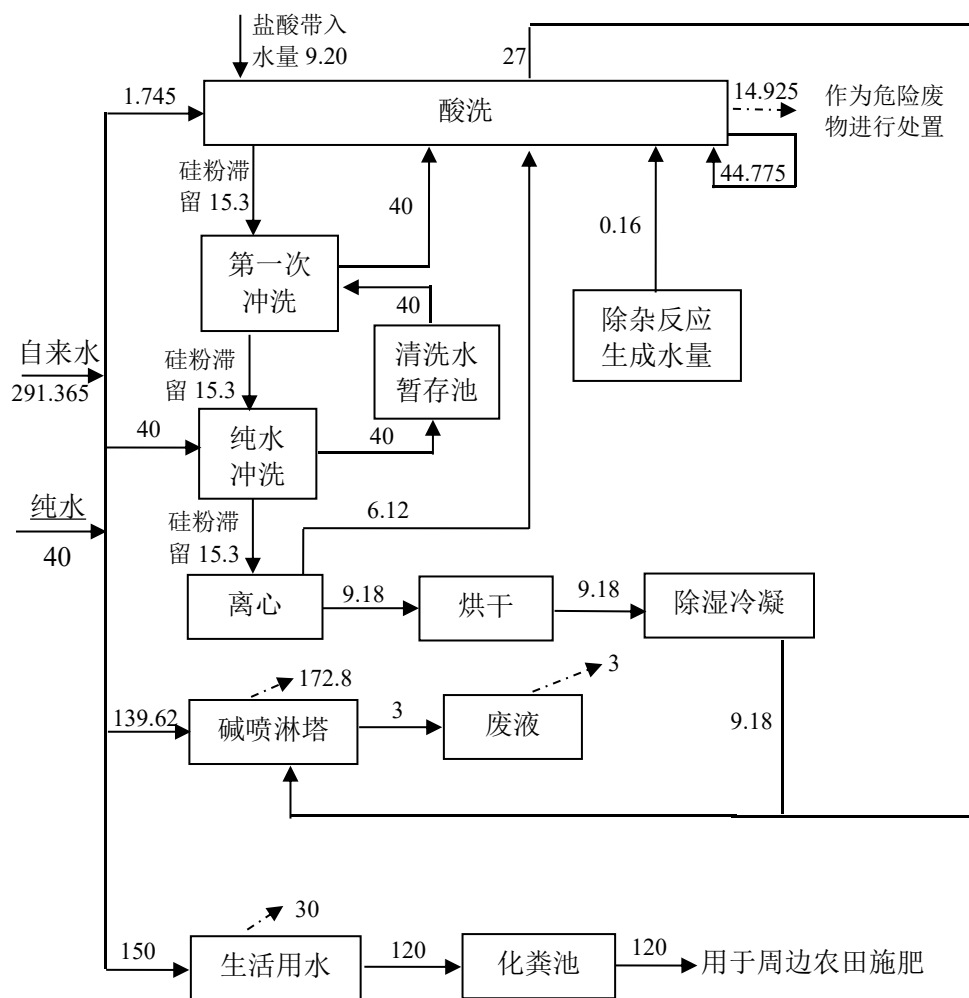 盐酸带入
水量 9.20
27
1.745
酸洗
14.925
作为危险废
物进行处置
44.775
硅粉滞
留 15.3
40
0.16
第一次
冲洗
40
除杂反应
生成水量
清洗水
暂存池
自来水
291.365
硅粉滞
留 15.3
40
纯水
冲洗
40
纯水
40
硅粉滞
留 15.3
6.12
离心
9.18
烘干
9.18
除湿冷凝
172.8
3
139.62
碱喷淋塔
3
废液
9.18
30
150
生活用水
120
化粪池
120
用于周边农田施肥